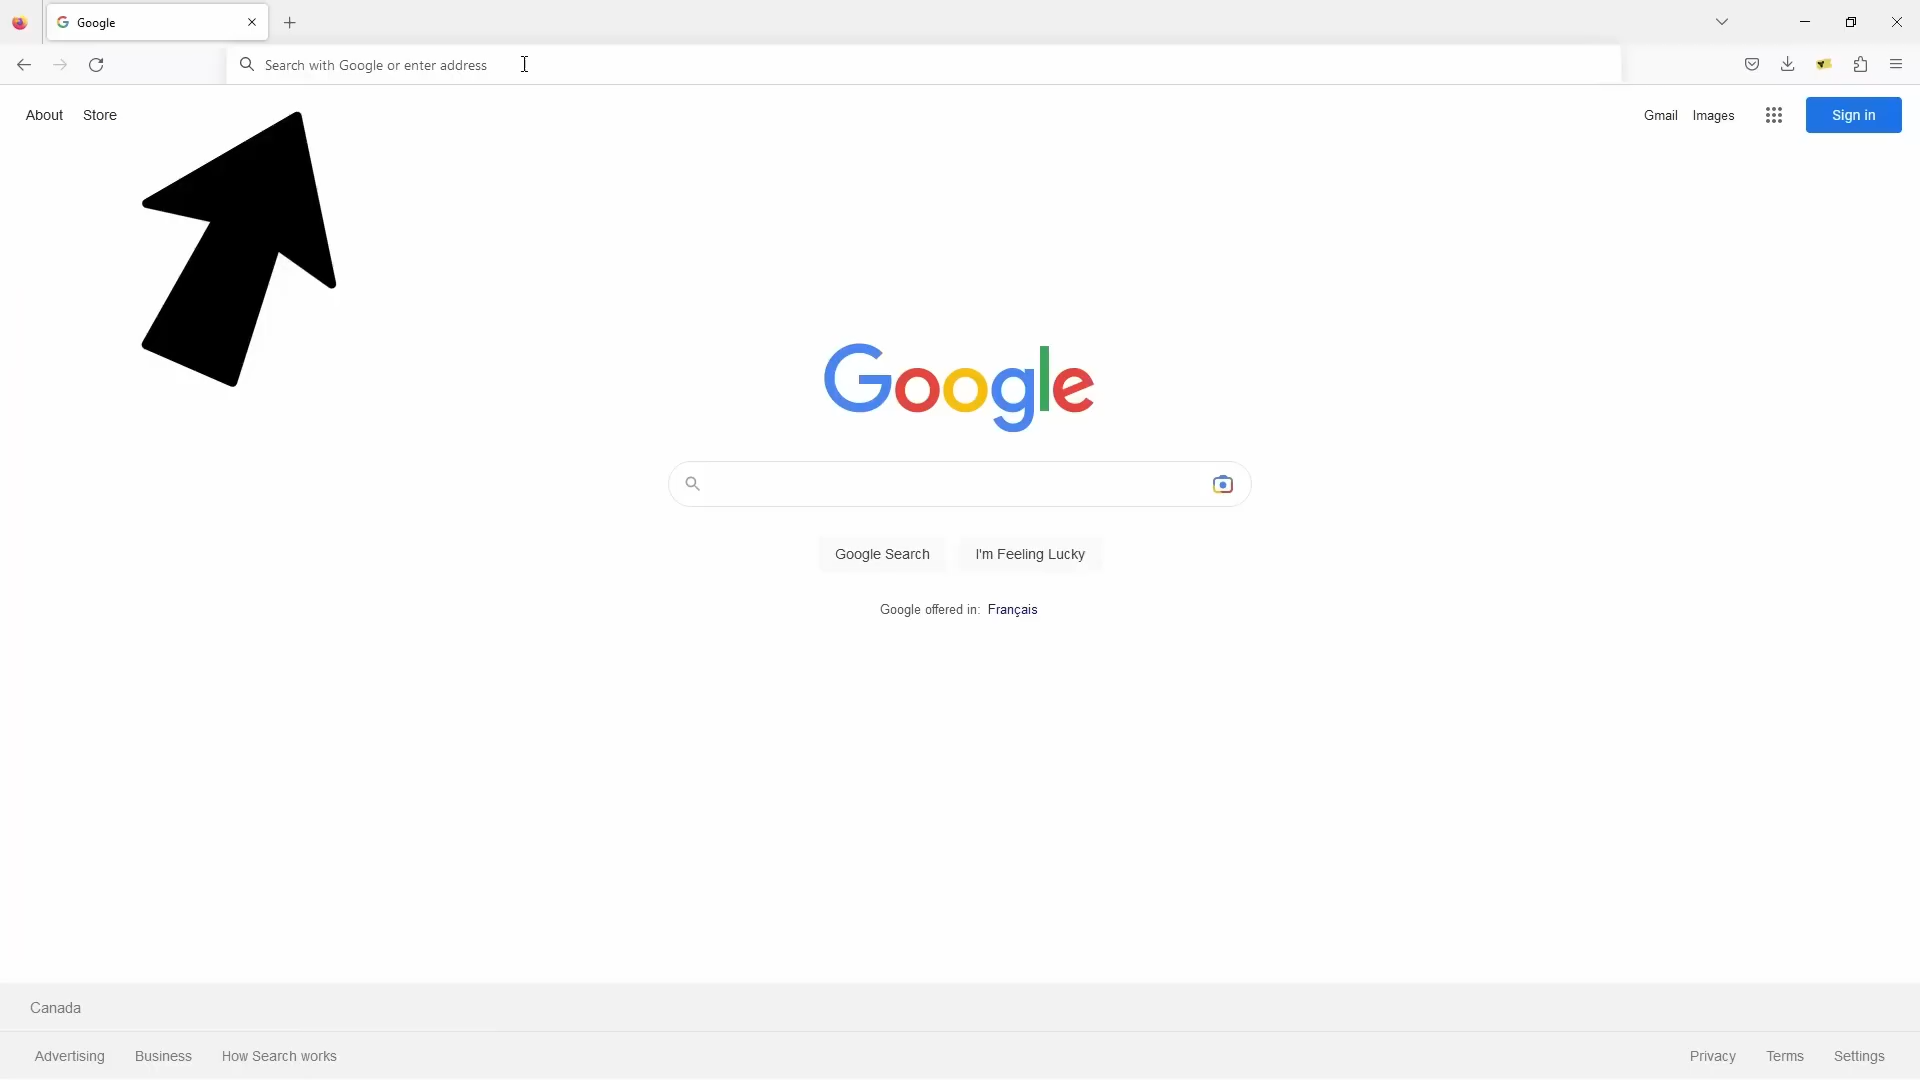 Google
Search with Google or enter address
About Store
Gmail Images Sign in
Google
Google Search I'm Feeling Lucky
Google offered in: Français
Canada
Advertising Business How Search works
Privacy Terms Settings